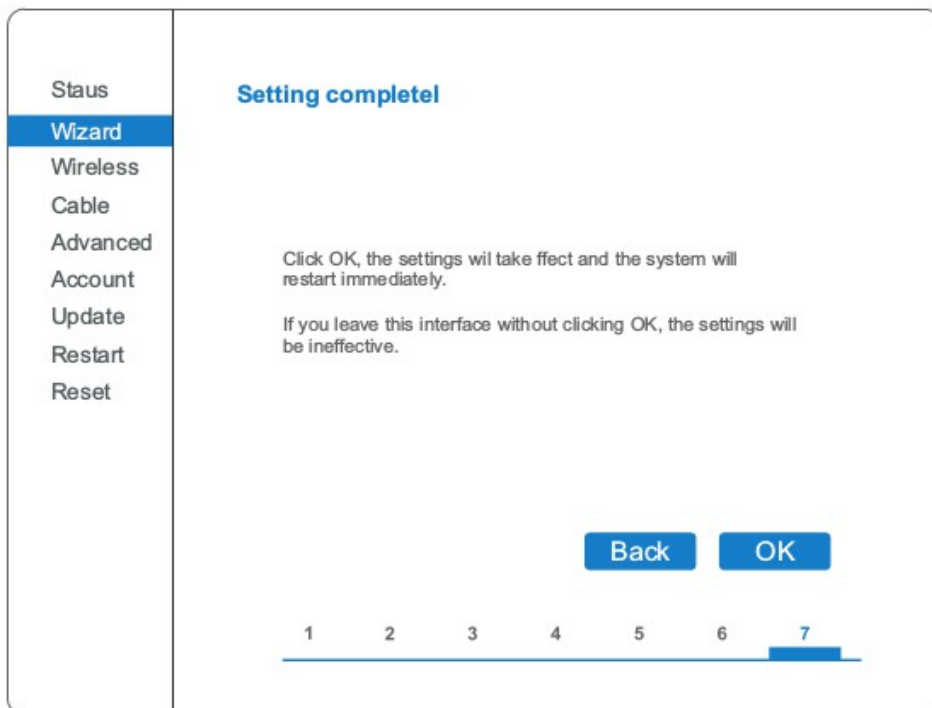 Staus
Wizard
Wireless
Cable
Advanced
Account
Update
Restart
Reset
Setting completel
Click OK, the settings wil take ffect and the system will
restart immediately.
If you leave this interface without clicking OK, the settings will
be ineffective.
Back OK
1 2 3 4 5 6 7